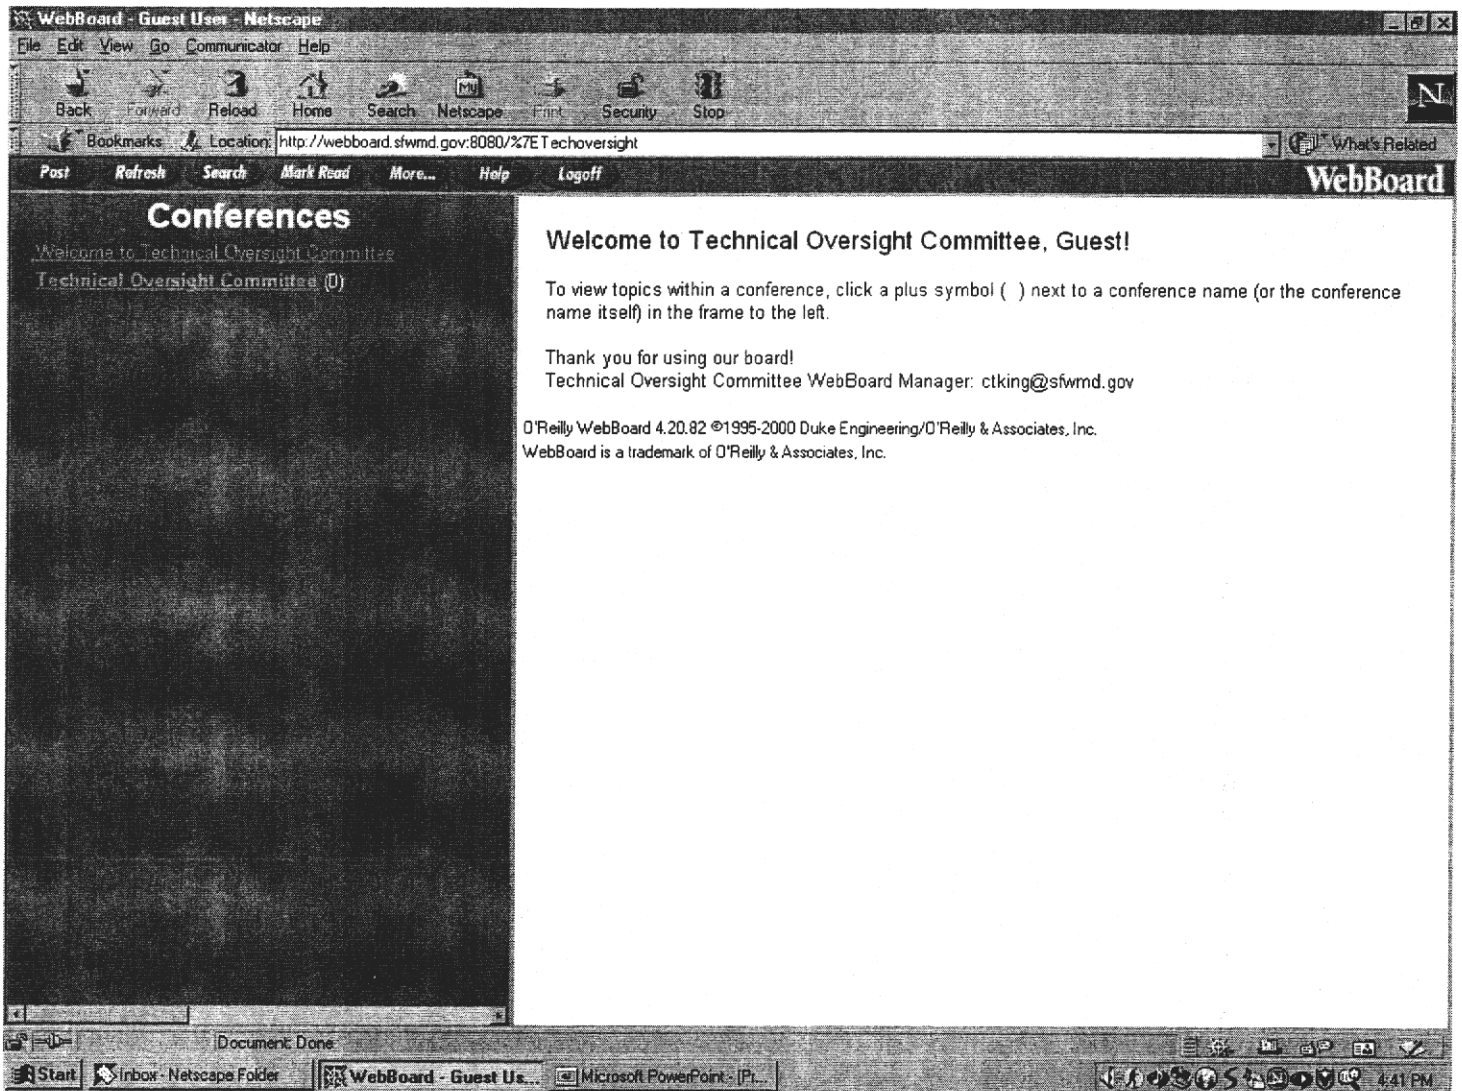 WebBoard - Guest User - Netscape
File Edit View Go Communicator Help
Back Forward Reload Home Search Netscape Print Security Stop
My
N
Bookmarks Location: http://webboard.sfwmd.gov:8080/%7ETechoversight What's Related
Post Refresh Search Mark Read More... Help Logoff WebBoard
Conferences
Welcome to Technical Oversight Committee
Technical Oversight Committee (0)
Welcome to Technical Oversight Committee, Guest!
To view topics within a conference, click a plus symbol ( ) next to a conference name (or the conference
name itself) in the frame to the left.
Thank you for using our board!
Technical Oversight Committee WebBoard Manager: ctking@sfwmd.gov
O'Reilly WebBoard 4.20.82 ©1995-2000 Duke Engineering/O'Reilly & Associates, Inc.
WebBoard is a trademark of O'Reilly & Associates, Inc.
Document: Done
Start Inbox - Netscape Folder WebBoard - Guest Us... Microsoft PowerPoint - [Pr... 4:41 PM